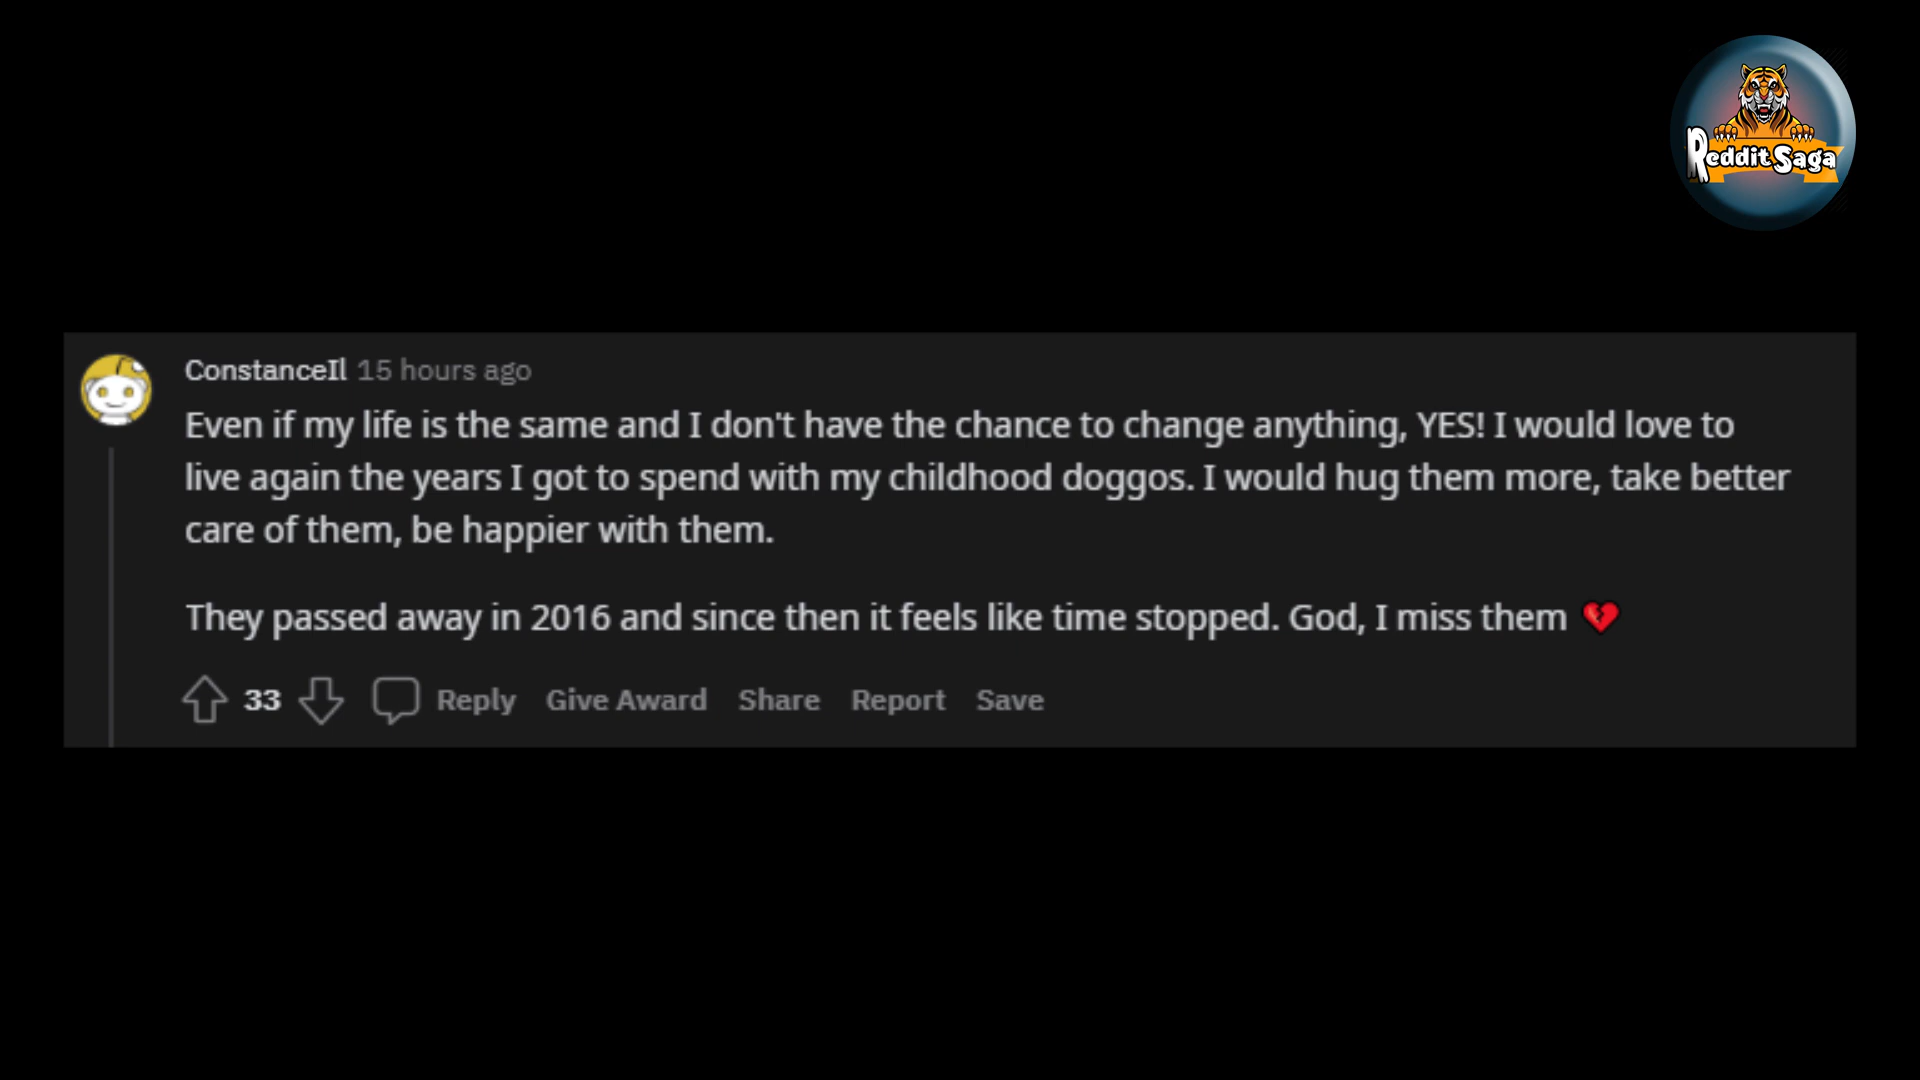 Reddit Saga
ConstanceIl 15 hours ago
Even if my life is the same and I don't have the chance to change anything, YES! I would love to
live again the years I got to spend with my childhood doggos. I would hug them more, take better
care of them, be happier with them.
They passed away in 2016 and since then it feels like time stopped. God, I miss them 💔
33 Reply Give Award Share Report Save